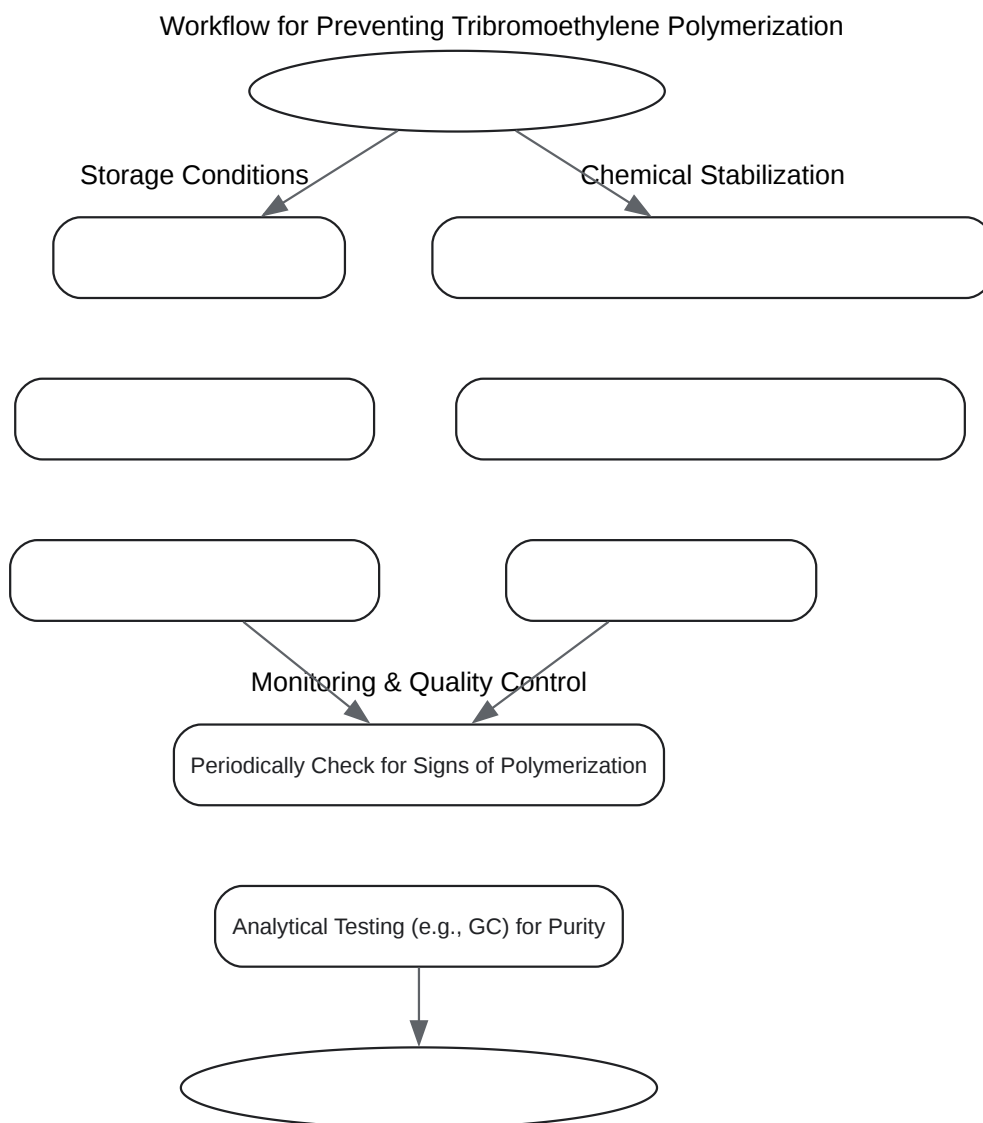 Workflow for Preventing Tribromoethylene Polymerization
Storage Conditions
Chemical Stabilization
Monitoring & Quality Control
Periodically Check for Signs of Polymerization
Analytical Testing (e.g., GC) for Purity